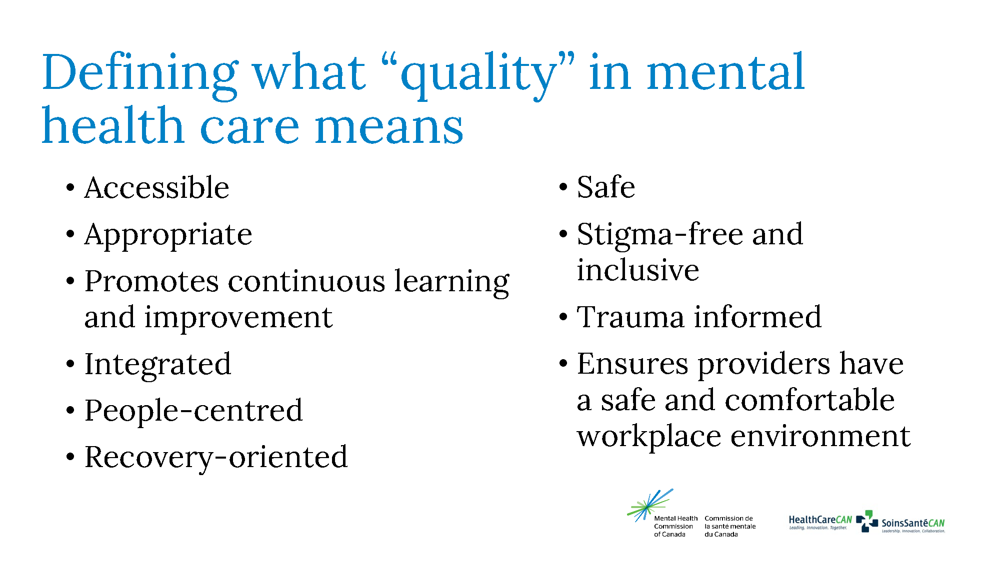 Defining what “quality” in mental
health care means
• Accessible
• Appropriate
• Promotes continuous learning
and improvement
• Integrated
• People-centred
• Recovery-oriented
• Safe
• Stigma-free and
inclusive
• Trauma informed
• Ensures providers have
a safe and comfortable
workplace environment
Mental Health
Commission
of Canada
Commission de
la santé mentale
du Canada
HealthCareCAN
Leading. Innovation. Together.
SoinsSantéCAN
Leadership. Innovation. Collaboration.